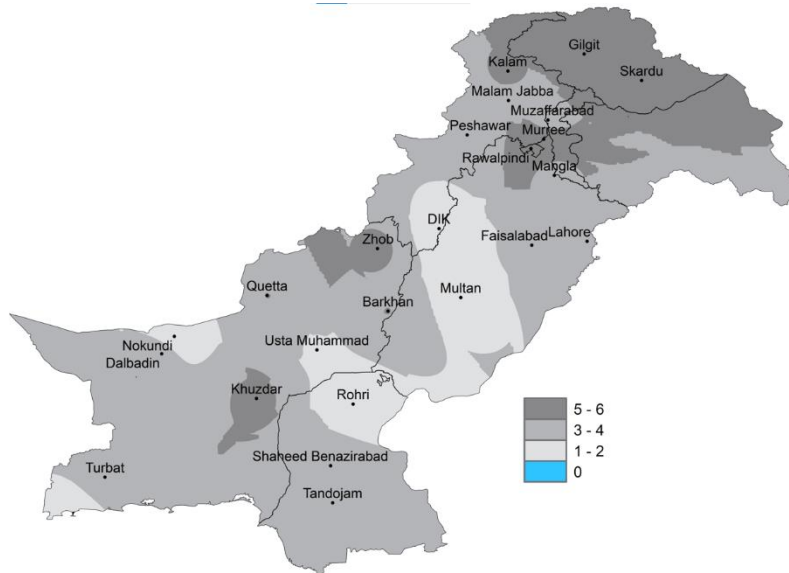 Gilgit
Kalam
Skardu
Malam Jabba
Muzaffarabad
Peshawar
Murree
Rawalpindi
Mangla
DIK
Zhob
Faisalabad
Lahore
Quetta
Multan
Barkhan
Nokundi
Usta Muhammad
Dalbadin
Khuzdar
Rohri
5 - 6
3 - 4
1 - 2
0
Shaheed Benazirabad
Turbat
Tandojam